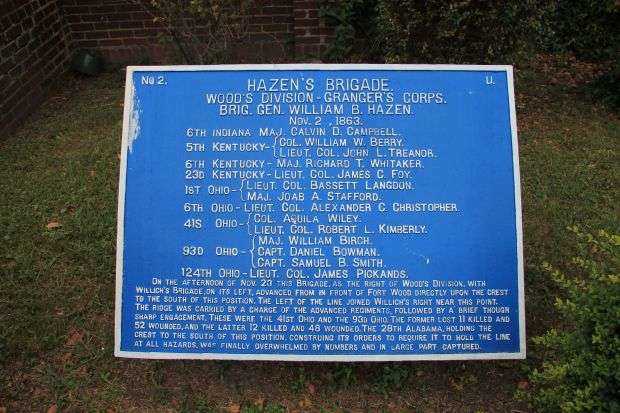 No 2. U.
HAZEN'S BRIGADE.
WOOD'S DIVISION-GRANGER'S CORPS.
BRIG. GEN. WILLIAM B. HAZEN.
NOV. 2 , 1863.
6TH INDIANA MAJ. CALVIN D. CAMPBELL.
5TH KENTUCKY- COL. WILLIAM W. BERRY.
LIEUT. COL. JOHN L. TREANOR.
6TH KENTUCKY- MAJ. RICHARD T. WHITAKER.
23D KENTUCKY- LIEUT. COL. JAMES C. FOY.
1ST OHIO- LIEUT. COL. BASSETT LANGDON.
MAJ. JOAB A. STAFFORD.
6TH OHIO- LIEUT. COL. ALEXANDER C. CHRISTOPHER.
41ST OHIO- COL. AQUILA WILEY.
LIEUT. COL. ROBERT L. KIMBERLY.
MAJ. WILLIAM BIRCH.
93D OHIO- CAPT. DANIEL BOWMAN.
CAPT. SAMUEL B. SMITH.
124TH OHIO- LIEUT. COL. JAMES PICKANDS.
ON THE AFTERNOON OF NOV. 23 THIS BRIGADE, AS THE RIGHT OF WOOD'S DIVISION, WITH
WILLICH'S BRIGADE, ON ITS LEFT, ADVANCED FROM IN FRONT OF FORT WOOD DIRECTLY UPON THE CREST
TO THE SOUTH OF THIS POSITION. THE LEFT OF THE LINE JOINED WILLICH'S RIGHT NEAR THIS POINT.
THE RIDGE WAS CARRIED BY A CHARGE OF THE ADVANCED REGIMENTS, FOLLOWED BY A BRIEF THOUGH
SHARP ENGAGEMENT. THESE WERE THE 41ST OHIO AND THE 93D OHIO. THE FORMER LOST 11 KILLED AND
52 WOUNDED, AND THE LATTER 12 KILLED AND 48 WOUNDED. THE 28TH ALABAMA, HOLDING THE
CREST TO THE SOUTH OF THIS POSITION, CONSTRUING ITS ORDERS TO REQUIRE IT TO HOLD THE LINE
AT ALL HAZARDS, WAS FINALLY OVERWHELMED BY NUMBERS AND IN LARGE PART CAPTURED.